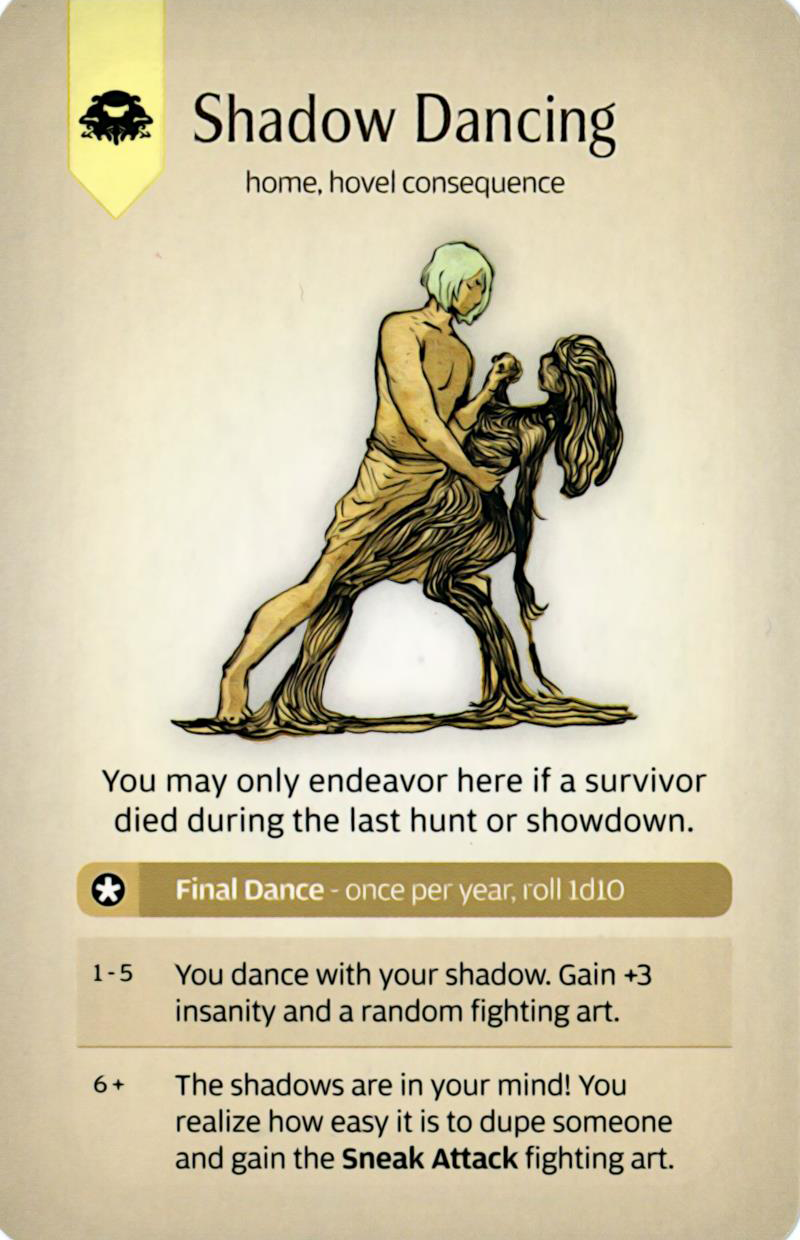 Shadow Dancing
home, hovel consequence
You may only endeavor here if a survivor
died during the last hunt or showdown.
Final Dance - once per year, roll 1d10
1-5 You dance with your shadow. Gain +3
insanity and a random fighting art.
6+ The shadows are in your mind! You
realize how easy it is to dupe someone
and gain the Sneak Attack fighting art.